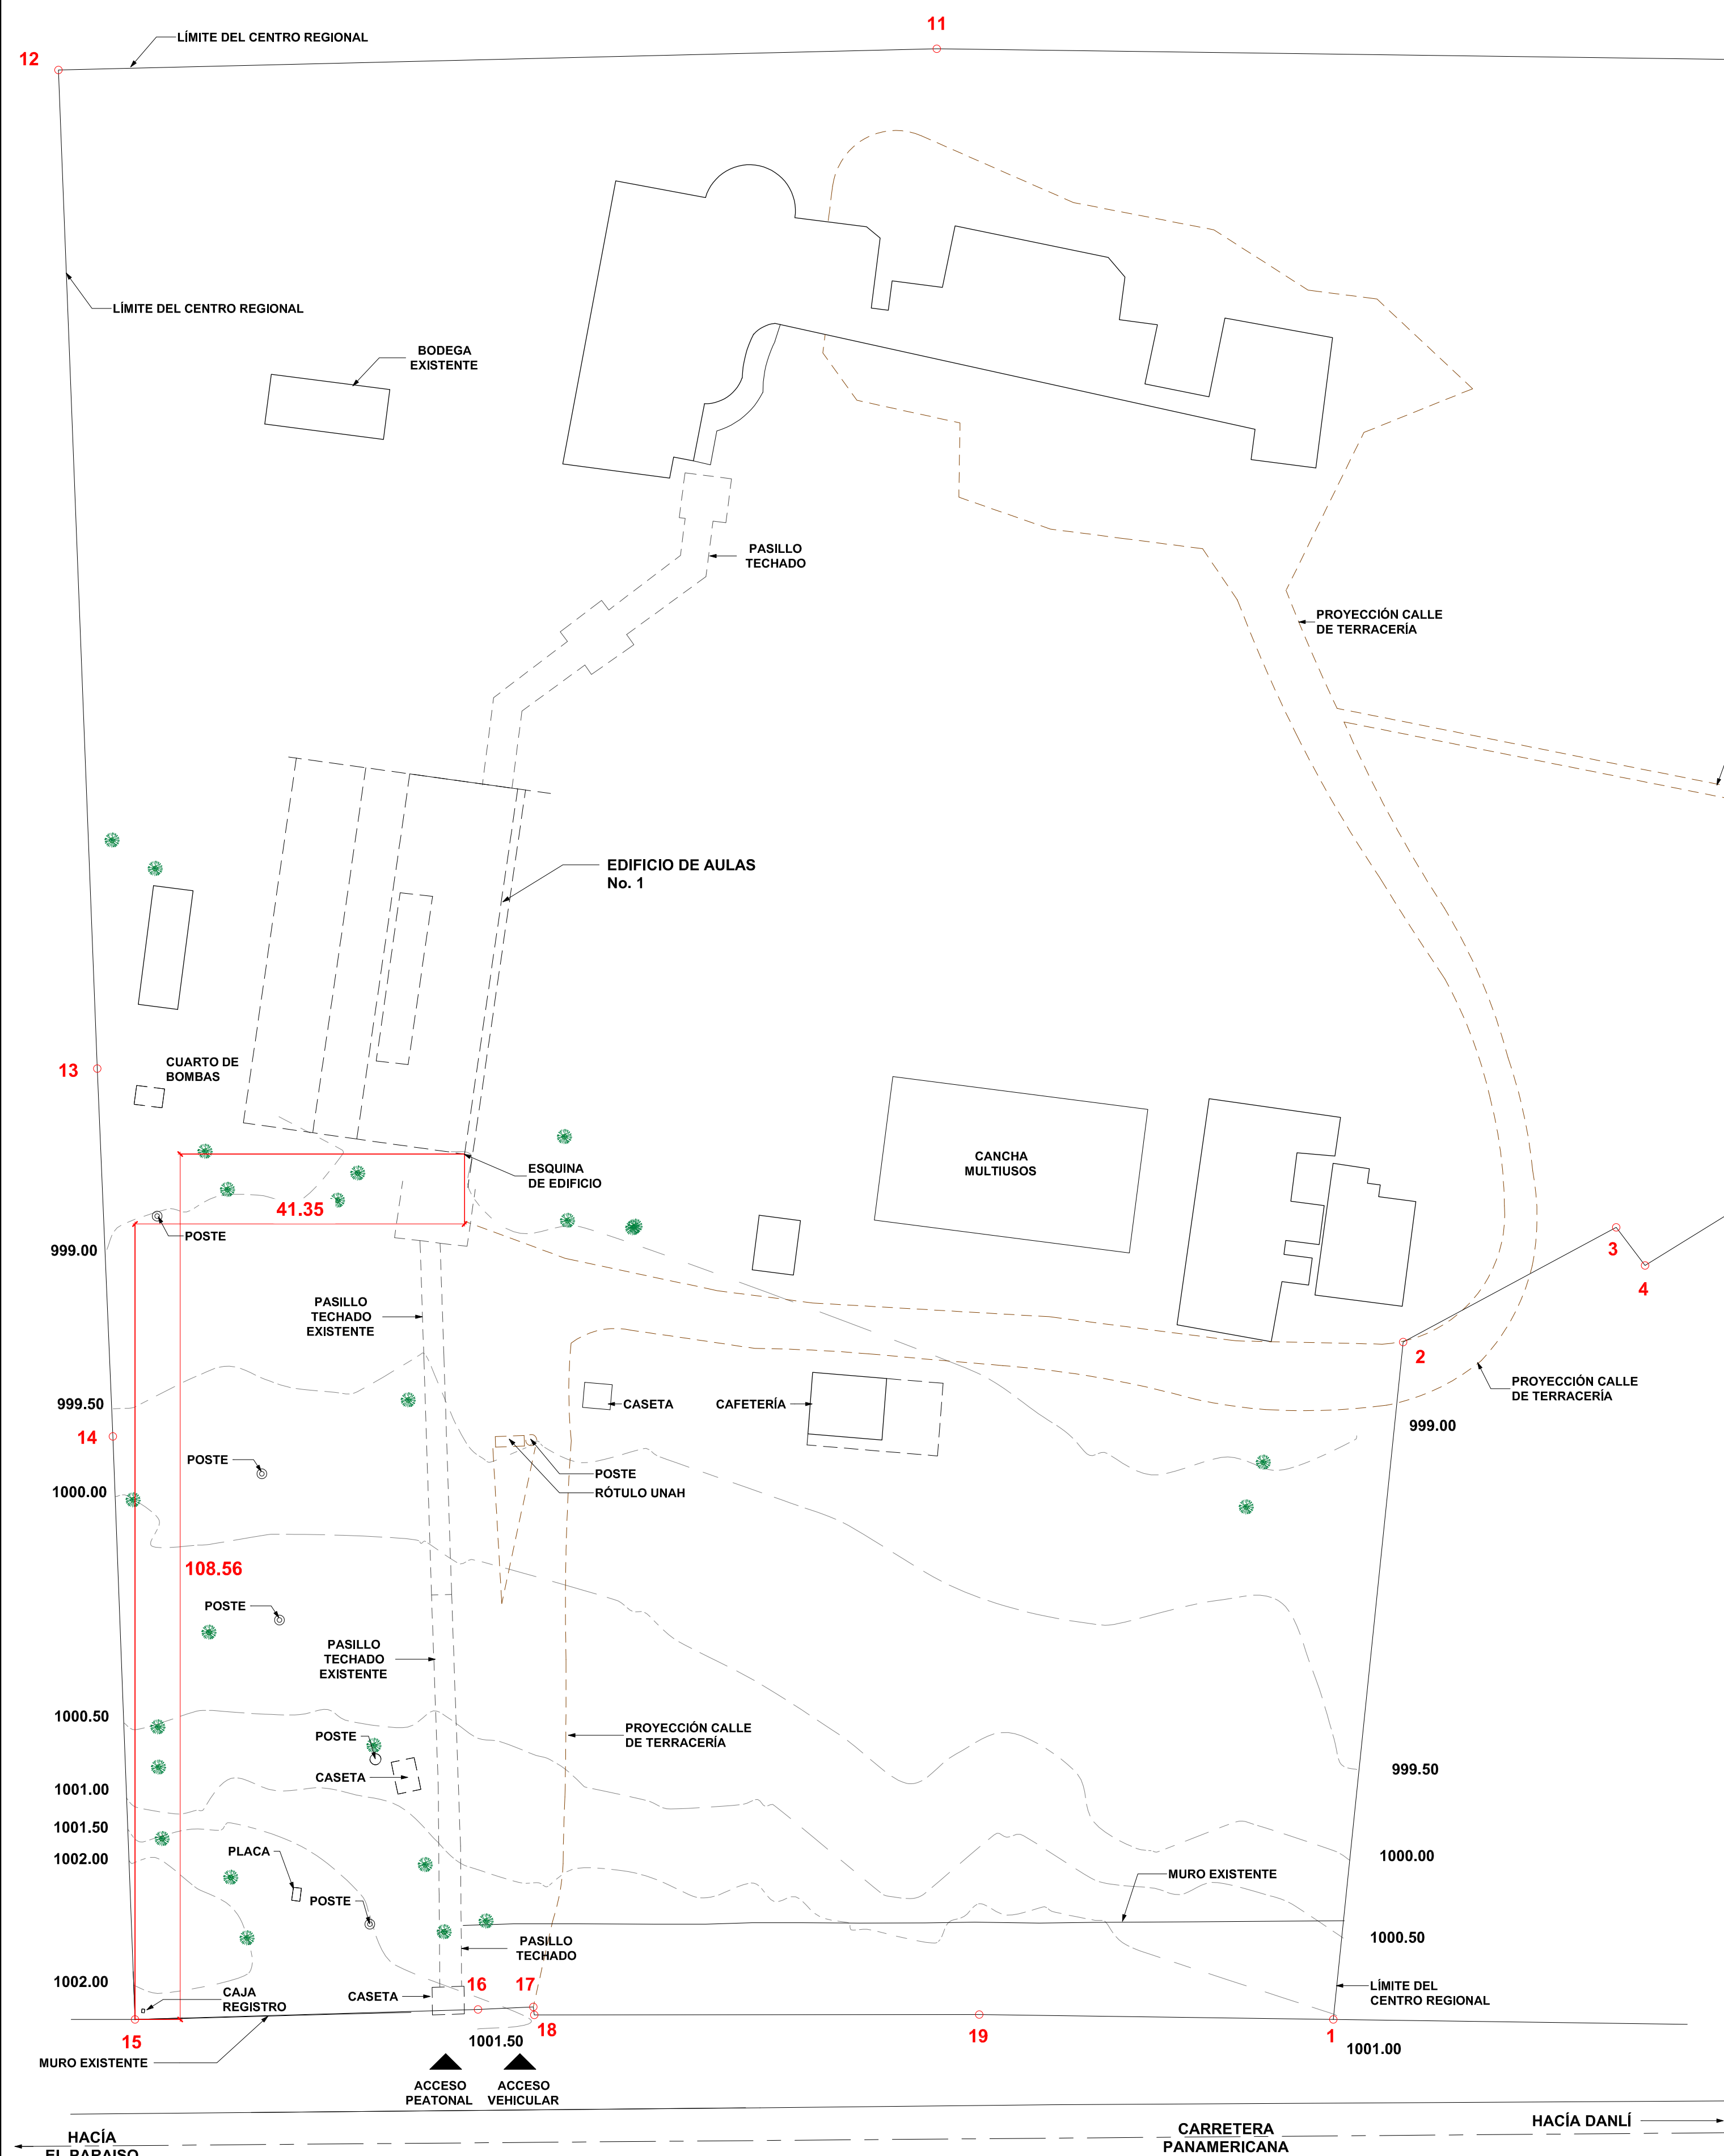 11
LÍMITE DEL CENTRO REGIONAL
12
LÍMITE DEL CENTRO REGIONAL
BODEGA
EXISTENTE
PASILLO
TECHADO
PROYECCIÓN CALLE
DE TERRACERÍA
EDIFICIO DE AULAS
No. 1
13
CUARTO DE
BOMBAS
CANCHA
MULTIUSOS
ESQUINA
DE EDIFICIO
41.35
POSTE
999.00
3
4
PASILLO
TECHADO
EXISTENTE
2
PROYECCIÓN CALLE
DE TERRACERÍA
999.50
CASETA
CAFETERÍA
999.00
14
POSTE
POSTE
RÓTULO UNAH
1000.00
108.56
POSTE
PASILLO
TECHADO
EXISTENTE
1000.50
PROYECCIÓN CALLE
DE TERRACERÍA
POSTE
CASETA
999.50
1001.00
1001.50
PLACA
1002.00
1000.00
MURO EXISTENTE
POSTE
1000.50
PASILLO
TECHADO
1002.00
CAJA
REGISTRO
CASETA
16
17
LÍMITE DEL
CENTRO REGIONAL
15
18
19
1
1001.50
1001.00
MURO EXISTENTE
ACCESO
PEATONAL
ACCESO
VEHICULAR
HACÍA
EL PARAISO
CARRETERA
PANAMERICANA
HACÍA DANLÍ